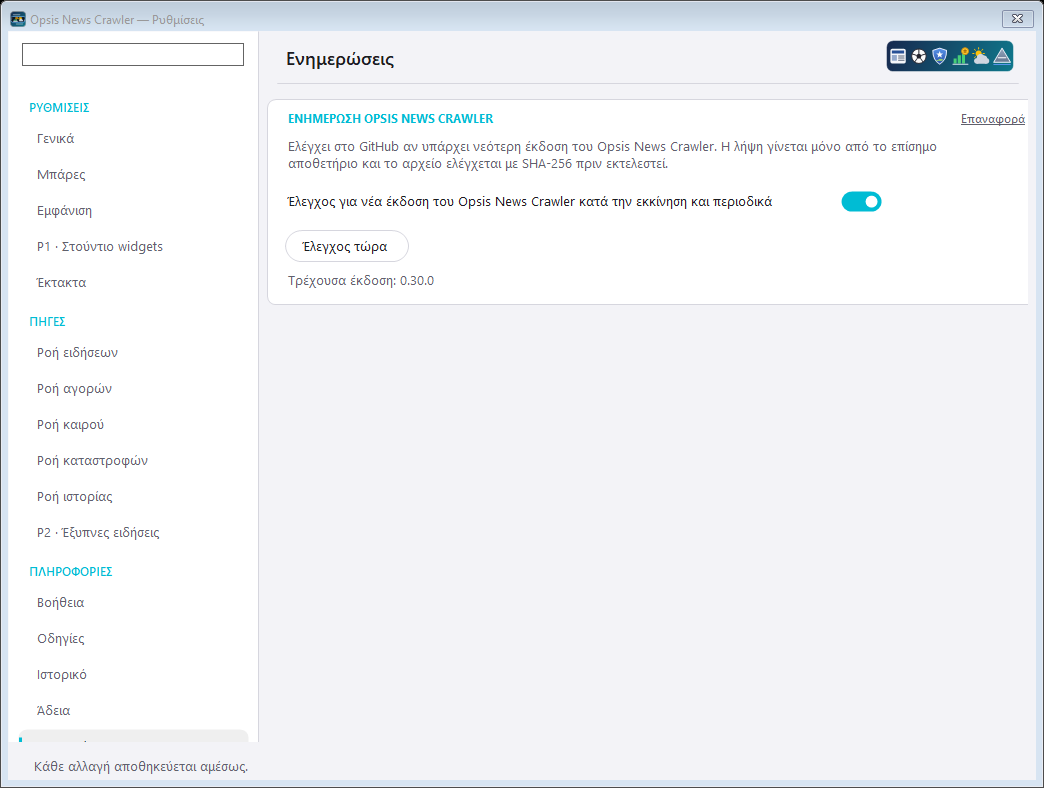 Opsis News Crawler — Ρυθμίσεις
ΡΥΘΜΙΣΕΙΣ
Γενικά
Μπάρες
Εμφάνιση
P1 · Στούντιο widgets
Έκτακτα
ΠΗΓΕΣ
Ροή ειδήσεων
Ροή αγορών
Ροή καιρού
Ροή καταστροφών
Ροή ιστορίας
P2 · Έξυπνες ειδήσεις
ΠΛΗΡΟΦΟΡΙΕΣ
Βοήθεια
Οδηγίες
Ιστορικό
Άδεια
Ενημερώσεις
ΕΝΗΜΕΡΩΣΗ OPSIS NEWS CRAWLER
Επαναφορά
Ελέγχει στο GitHub αν υπάρχει νεότερη έκδοση του Opsis News Crawler. Η λήψη γίνεται μόνο από το επίσημο
αποθετήριο και το αρχείο ελέγχεται με SHA-256 πριν εκτελεστεί.
Έλεγχος για νέα έκδοση του Opsis News Crawler κατά την εκκίνηση και περιοδικά
Έλεγχος τώρα
Τρέχουσα έκδοση: 0.30.0
Κάθε αλλαγή αποθηκεύεται αμέσως.